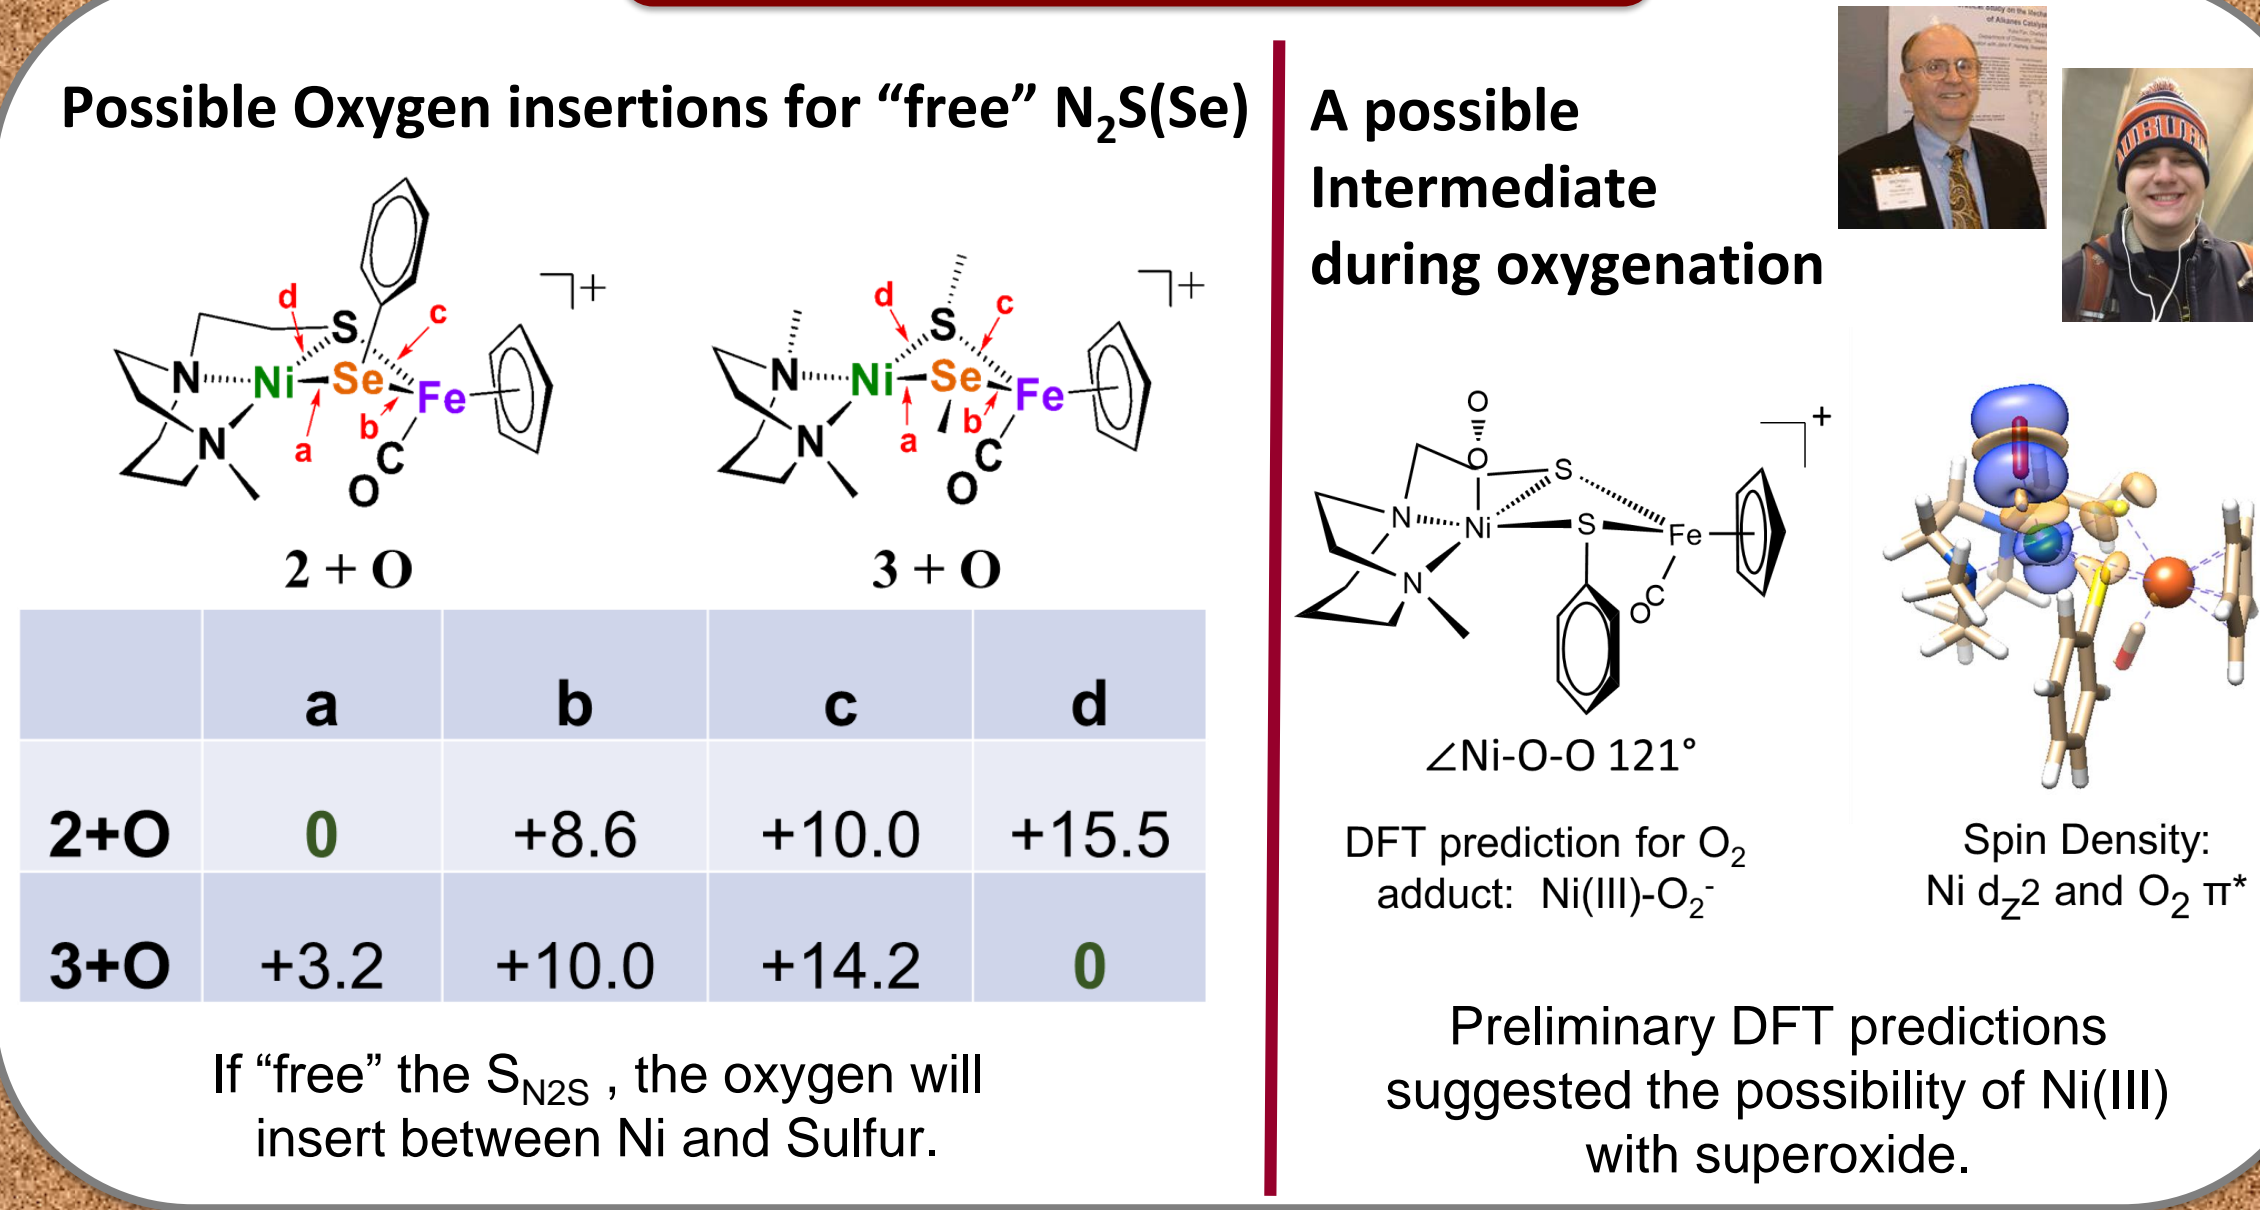 Possible Oxygen insertions for “free” N₂S(Se)
d
S
c
N
Ni
Se
Fe
N
a
b
C
O
⌝+
2 + O
d
S
c
N
Ni
Se
Fe
N
a
b
C
O
⌝+
3 + O
a b c d
2+O 0 +8.6 +10.0 +15.5
3+O +3.2 +10.0 +14.2 0
If “free” the S_N2S , the oxygen will
insert between Ni and Sulfur.
A possible
Intermediate
during oxygenation
AUBURN
O
O
S
N
Ni
S
Fe
N
OC
+
∠Ni-O-O 121°
DFT prediction for O₂
adduct: Ni(III)-O₂⁻
Spin Density:
Ni d_z2 and O₂ π*
Preliminary DFT predictions
suggested the possibility of Ni(III)
with superoxide.